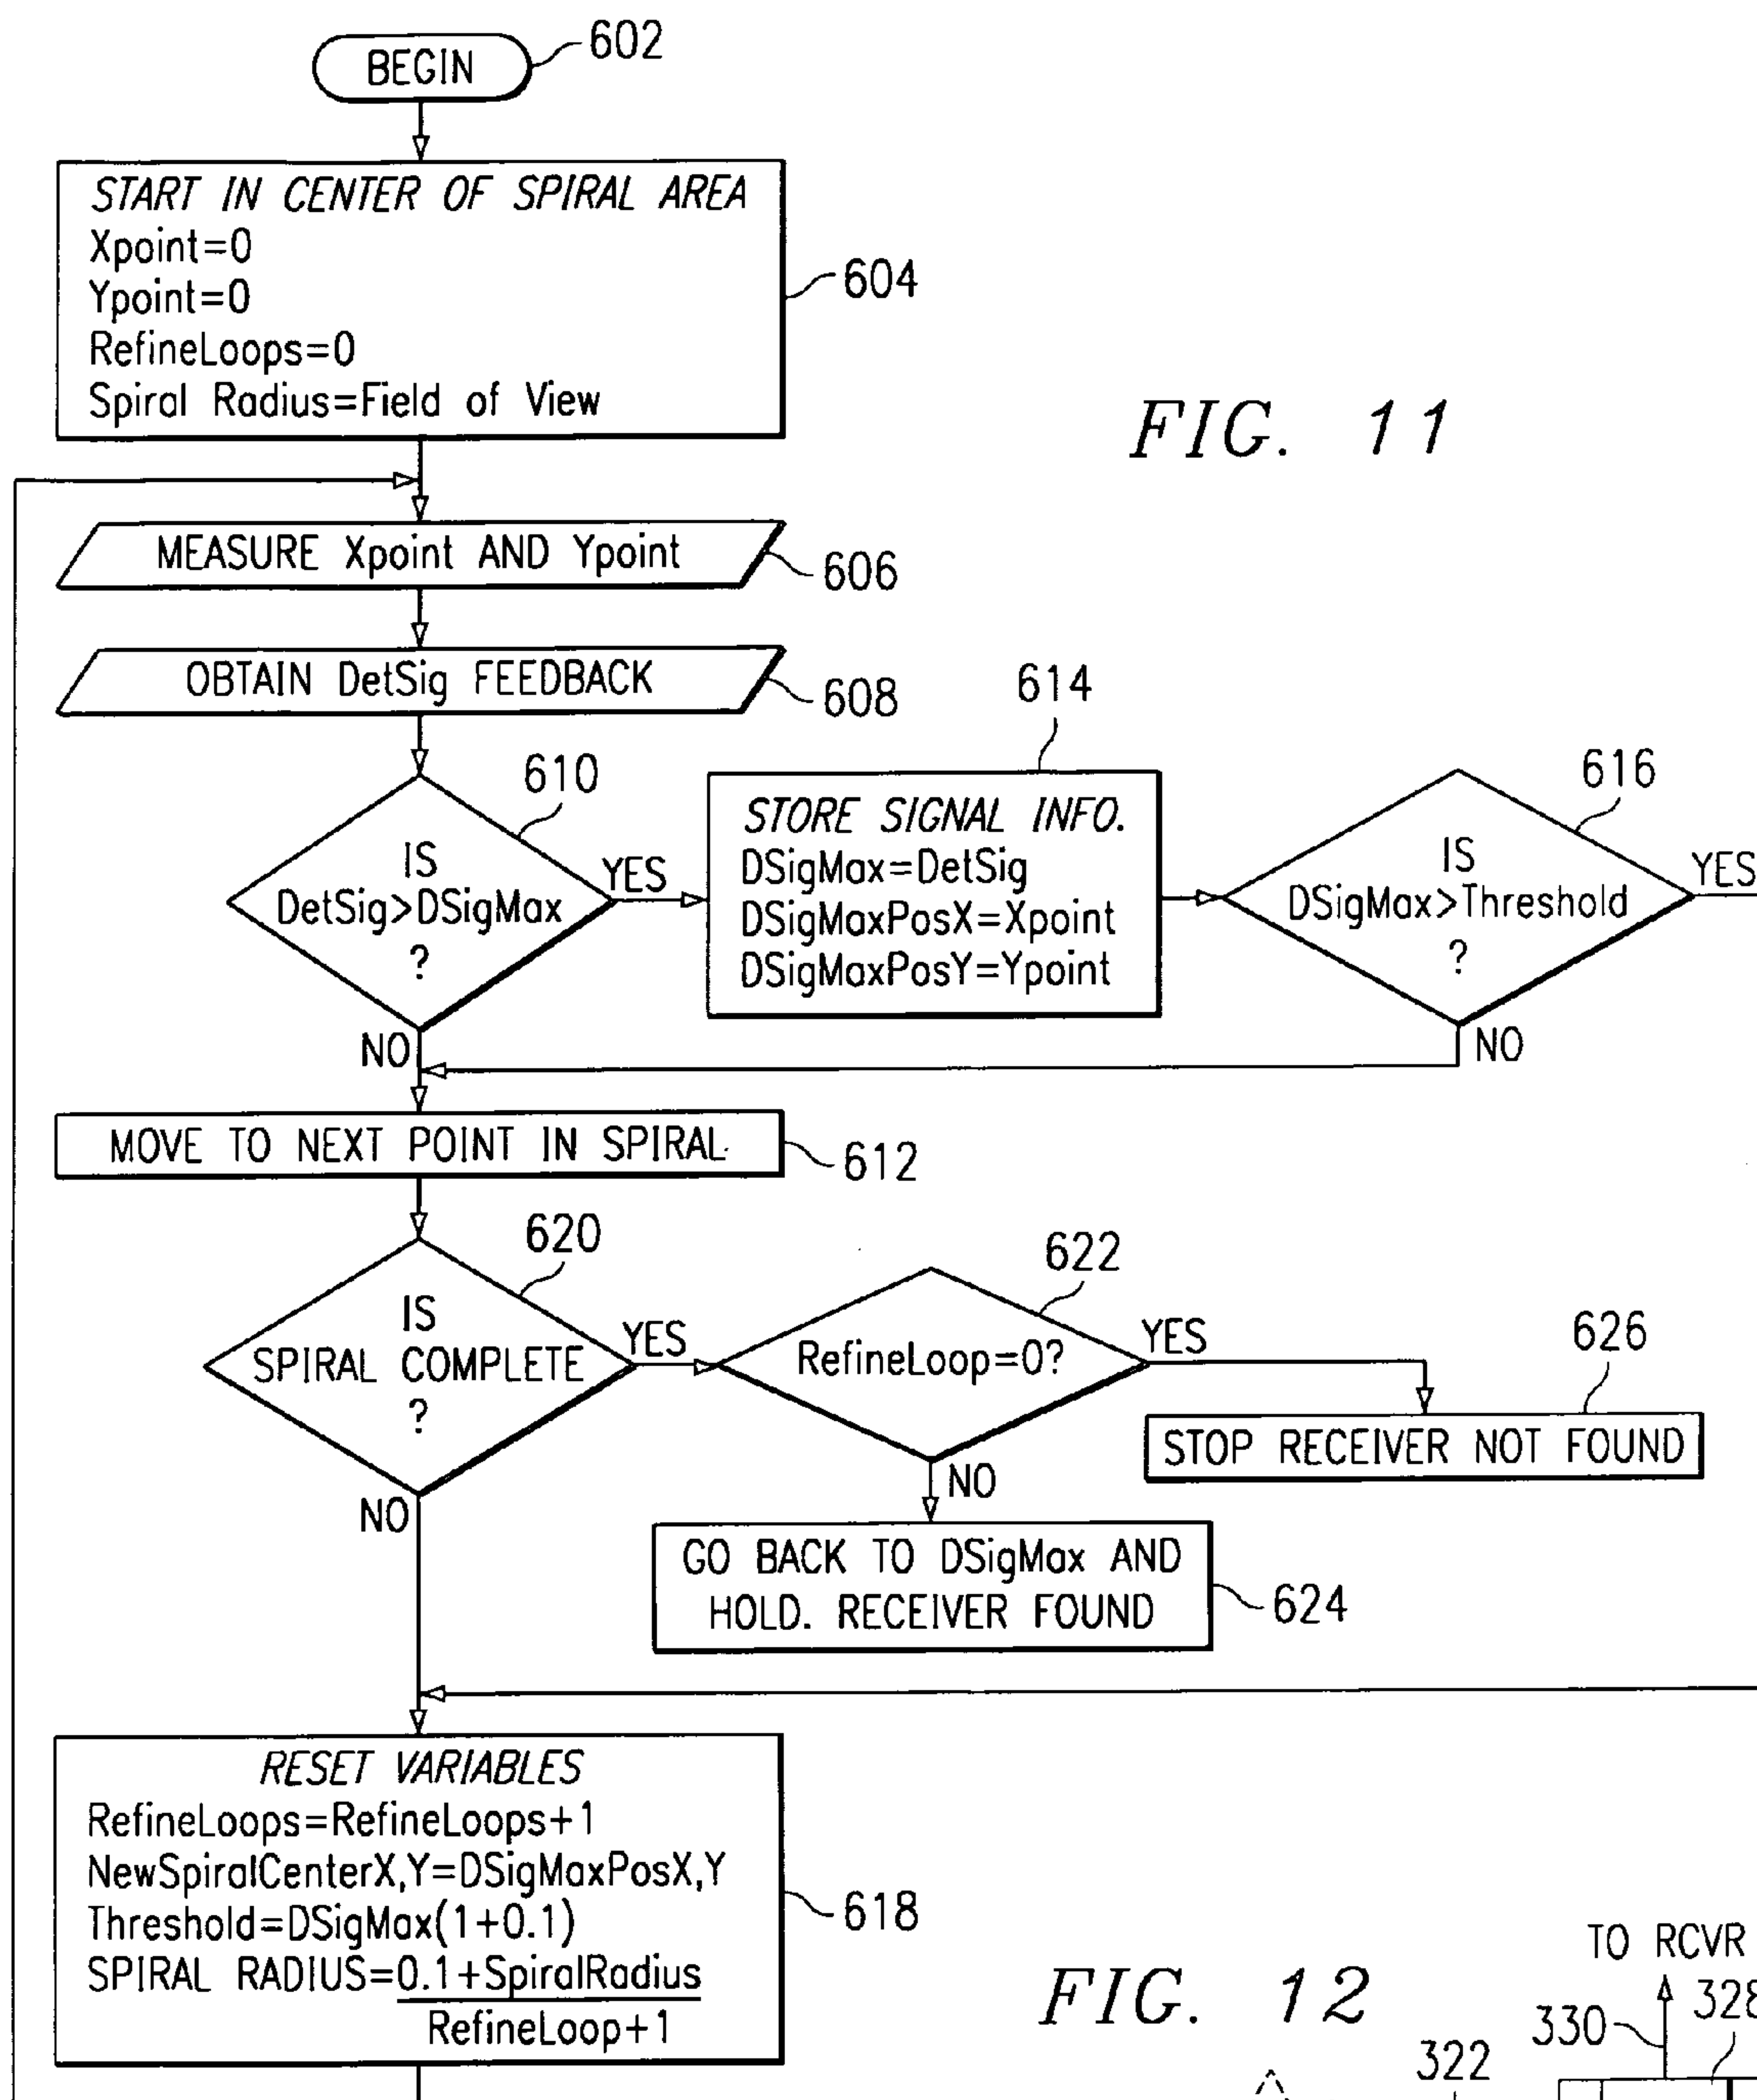 BEGIN
602
START IN CENTER OF SPIRAL AREA
Xpoint=0
Ypoint=0
RefineLoops=0
Spiral Radius=Field of View
604
FIG. 11
MEASURE Xpoint AND Ypoint
606
OBTAIN DetSig FEEDBACK
608
610
IS
DetSig>DSigMax
?
YES
NO
614
STORE SIGNAL INFO.
DSigMax=DetSig
DSigMaxPosX=Xpoint
DSigMaxPosY=Ypoint
616
IS
DSigMax>Threshold
?
YES
NO
MOVE TO NEXT POINT IN SPIRAL
612
620
IS
SPIRAL COMPLETE
?
YES
NO
622
RefineLoop=0?
YES
NO
626
STOP RECEIVER NOT FOUND
GO BACK TO DSigMax AND
HOLD. RECEIVER FOUND
624
RESET VARIABLES
RefineLoops=RefineLoops+1
NewSpiralCenterX,Y=DSigMaxPosX,Y
Threshold=DSigMax(1+0.1)
SPIRAL RADIUS=0.1+SpiralRadius
RefineLoop+1
618
FIG. 12
TO RCVR
330
328
322